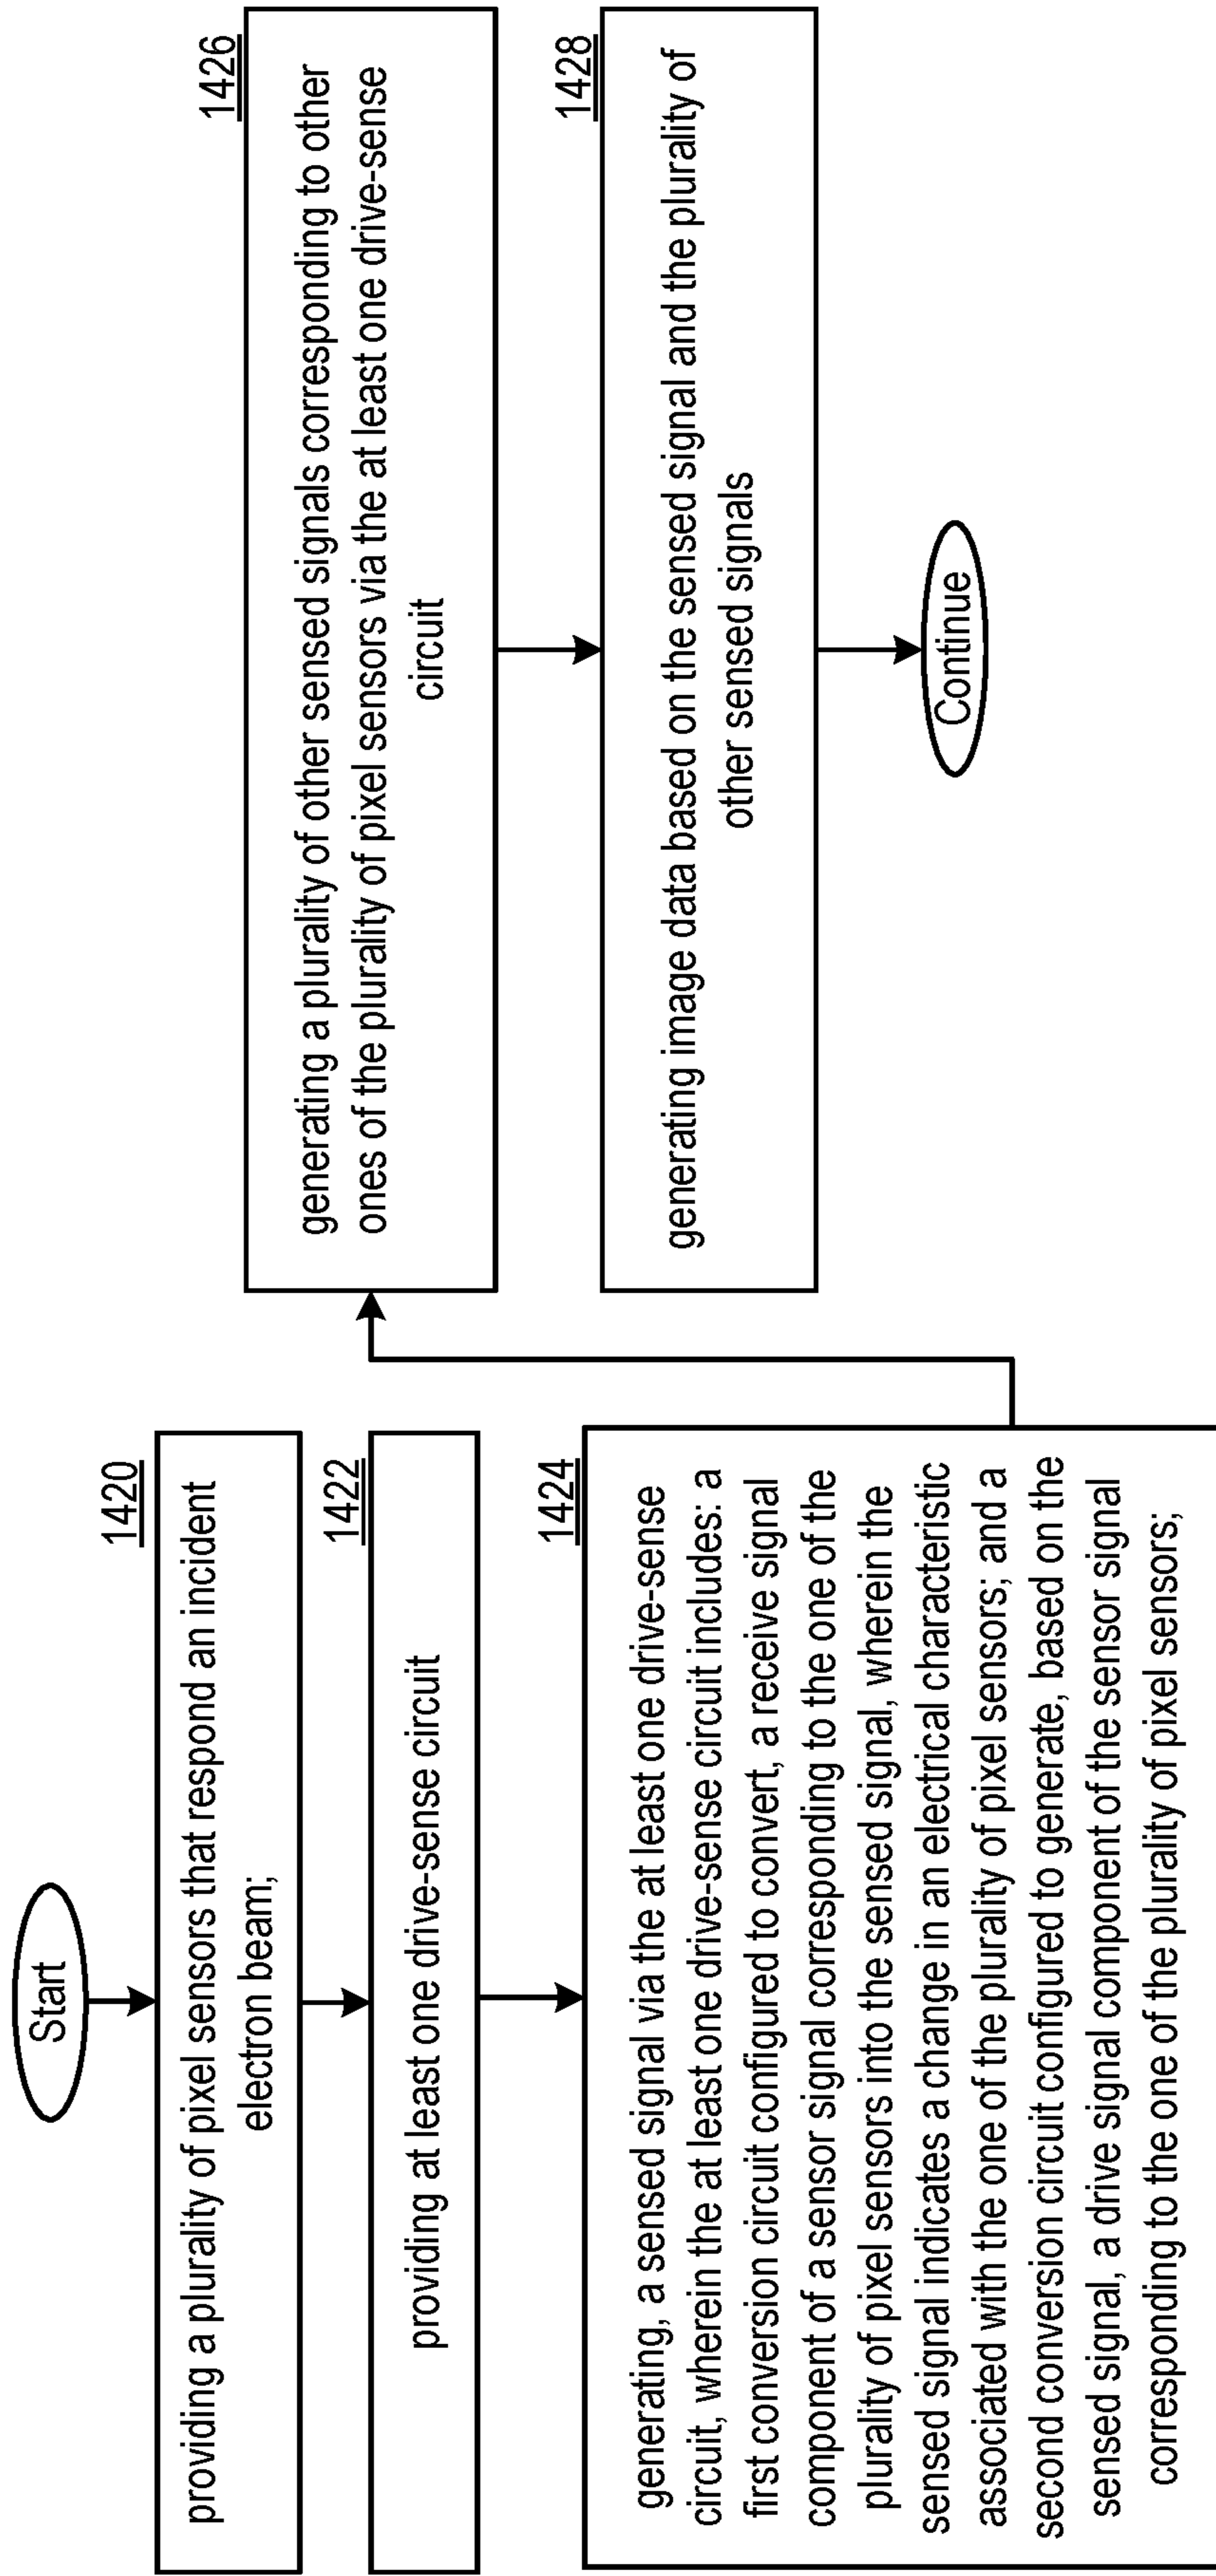 Start
1420
providing a plurality of pixel sensors that respond an incident
electron beam;
1422
providing at least one drive-sense circuit
1424
generating, a sensed signal via the at least one drive-sense
circuit, wherein the at least one drive-sense circuit includes: a
first conversion circuit configured to convert, a receive signal
component of a sensor signal corresponding to the one of the
plurality of pixel sensors into the sensed signal, wherein the
sensed signal indicates a change in an electrical characteristic
associated with the one of the plurality of pixel sensors; and a
second conversion circuit configured to generate, based on the
sensed signal, a drive signal component of the sensor signal
corresponding to the one of the plurality of pixel sensors;
1426
generating a plurality of other sensed signals corresponding to other
ones of the plurality of pixel sensors via the at least one drive-sense
circuit
1428
generating image data based on the sensed signal and the plurality of
other sensed signals
Continue